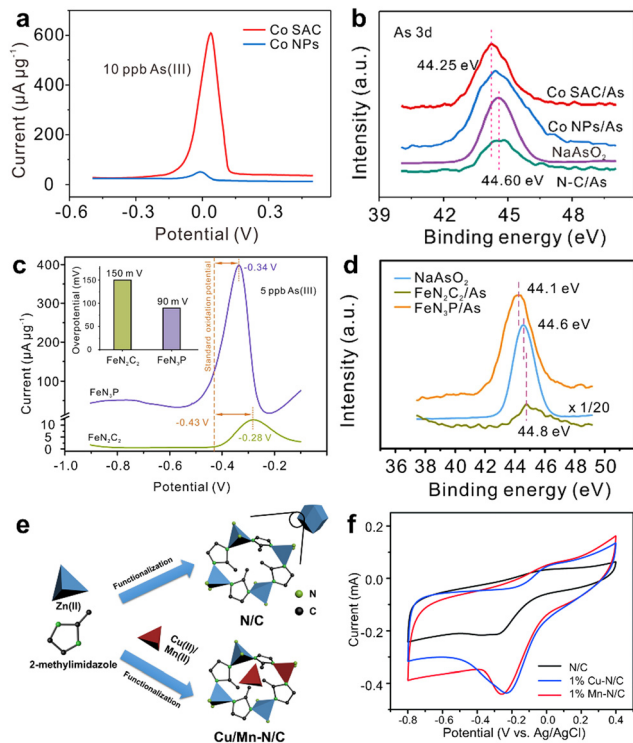 a
Co SAC
Co NPs
10 ppb As(III)
Current (µA µg⁻¹)
600
400
200
0
-0.6
-0.3
0.0
0.3
Potential (V)
b
As 3d
44.25 eV
Co SAC/As
Co NPs/As
NaAsO₂
44.60 eV
N-C/As
Intensity (a.u.)
39
42
45
48
Binding energy (eV)
c
400
300
200
100
10
5
0
Current (µA µg⁻¹)
150 mV
90 mV
Overpotential (mV)
150
100
50
0
FeN₂C₂
FeN₃P
Standard oxidation potential
-0.34 V
5 ppb As(III)
FeN₃P
-0.43 V
FeN₂C₂
-0.28 V
-1.0
-0.8
-0.6
-0.4
-0.2
0.0
Potential (V)
d
NaAsO₂
FeN₂C₂/As
FeN₃P/As
44.1 eV
44.6 eV
x 1/20
44.8 eV
Intensity (a.u.)
36
38
40
42
44
46
48
50
Binding energy (eV)
e
Zn(II)
2-methylimidazole
Functionalization
N
C
N/C
Cu(II)/
Mn(II)
Functionalization
Cu/Mn-N/C
f
Current (mA)
0.2
0.0
-0.2
-0.4
N/C
1% Cu-N/C
1% Mn-N/C
-0.8
-0.6
-0.4
-0.2
0.0
0.2
0.4
Potential (V vs. Ag/AgCl)